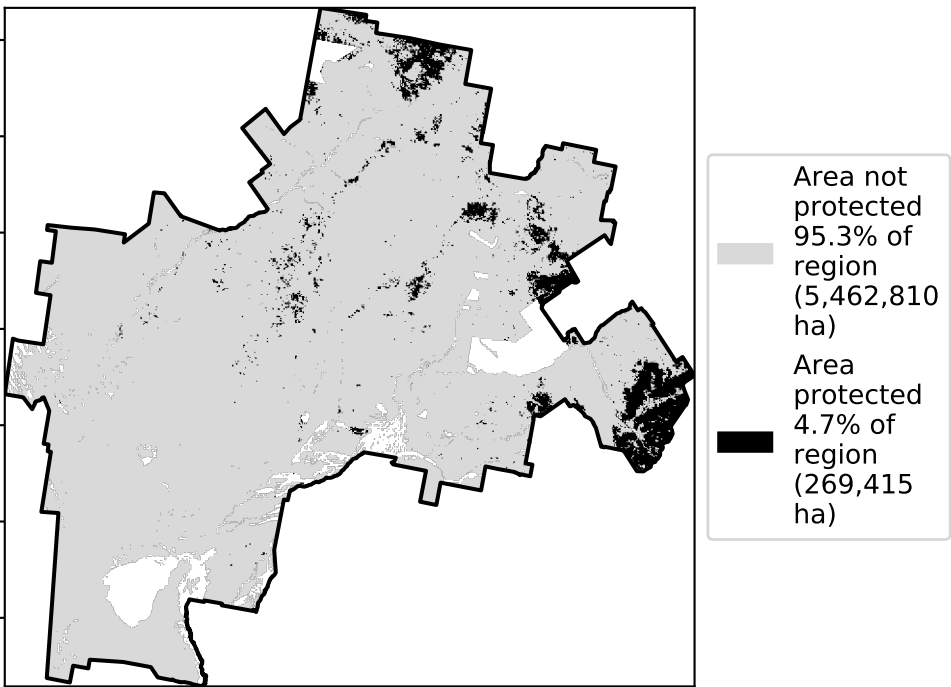 Area not
protected
95.3% of
region
(5,462,810
ha)
Area
protected
4.7% of
region
(269,415
ha)